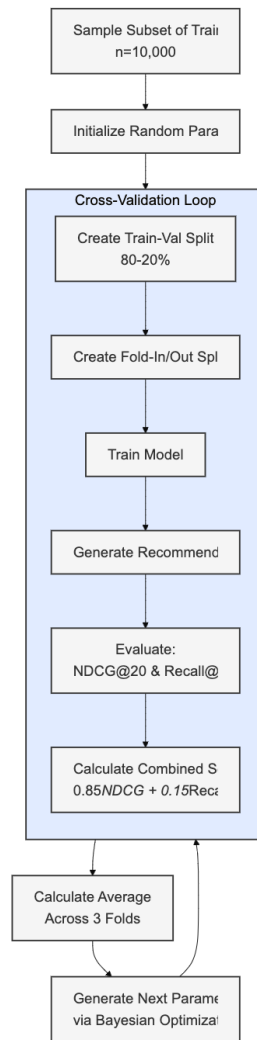 Sample Subset of Trai
n=10,000
Initialize Random Para
Cross-Validation Loop
Create Train-Val Split
80-20%
Create Fold-In/Out Spl
Train Model
Generate Recommend
Evaluate:
NDCG@20 & Recall@
Calculate Combined S
0.85NDCG + 0.15Reca
Calculate Average
Across 3 Folds
Generate Next Parame
via Bayesian Optimizat